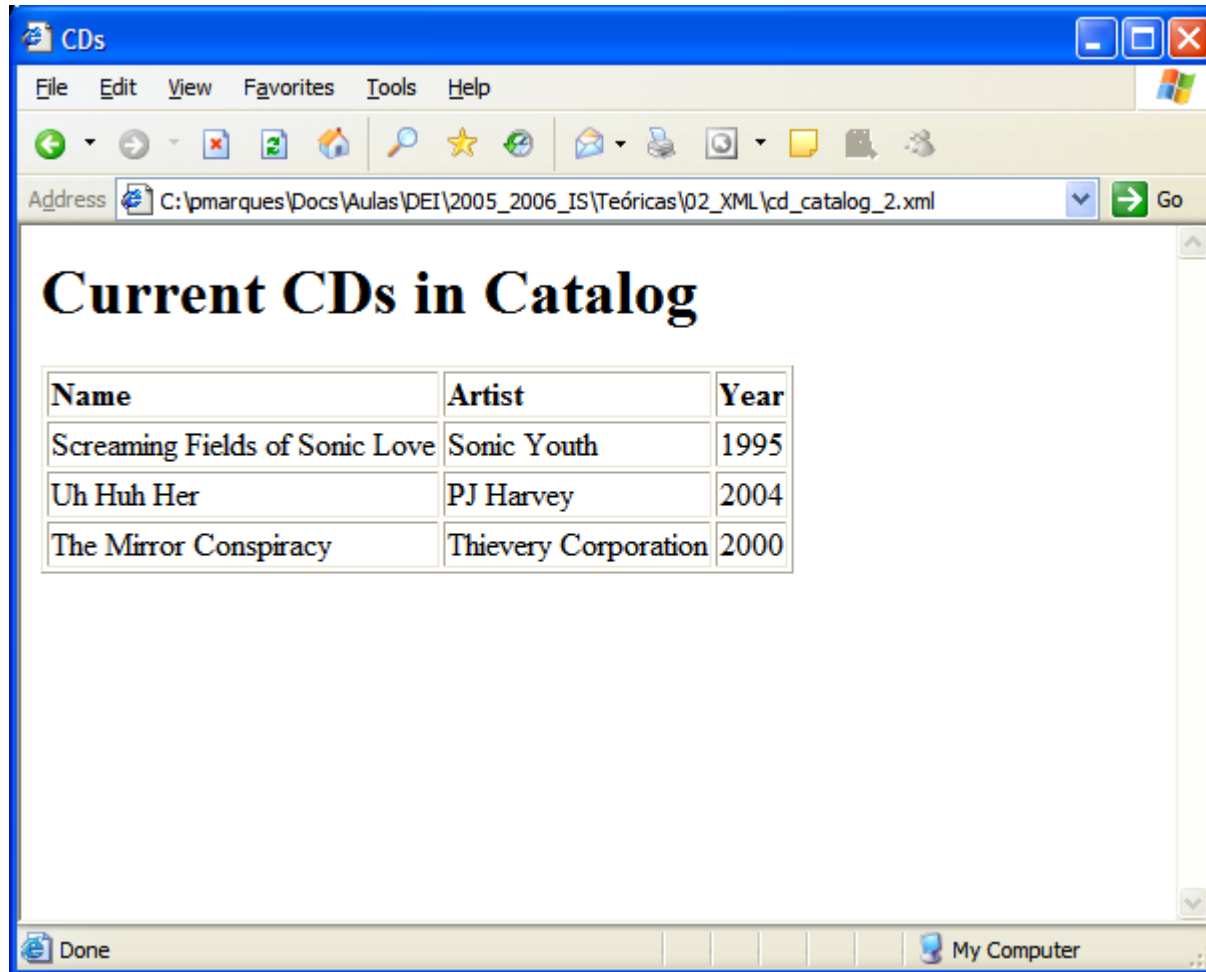 CDs
File Edit View Favorites Tools Help
Address C:\pmarques\Docs\Aulas\DEI\2005_2006_IS\Teóricas\02_XML\cd_catalog_2.xml Go
Current CDs in Catalog
Name Artist Year
Screaming Fields of Sonic Love Sonic Youth 1995
Uh Huh Her PJ Harvey 2004
The Mirror Conspiracy Thievery Corporation 2000
Done My Computer